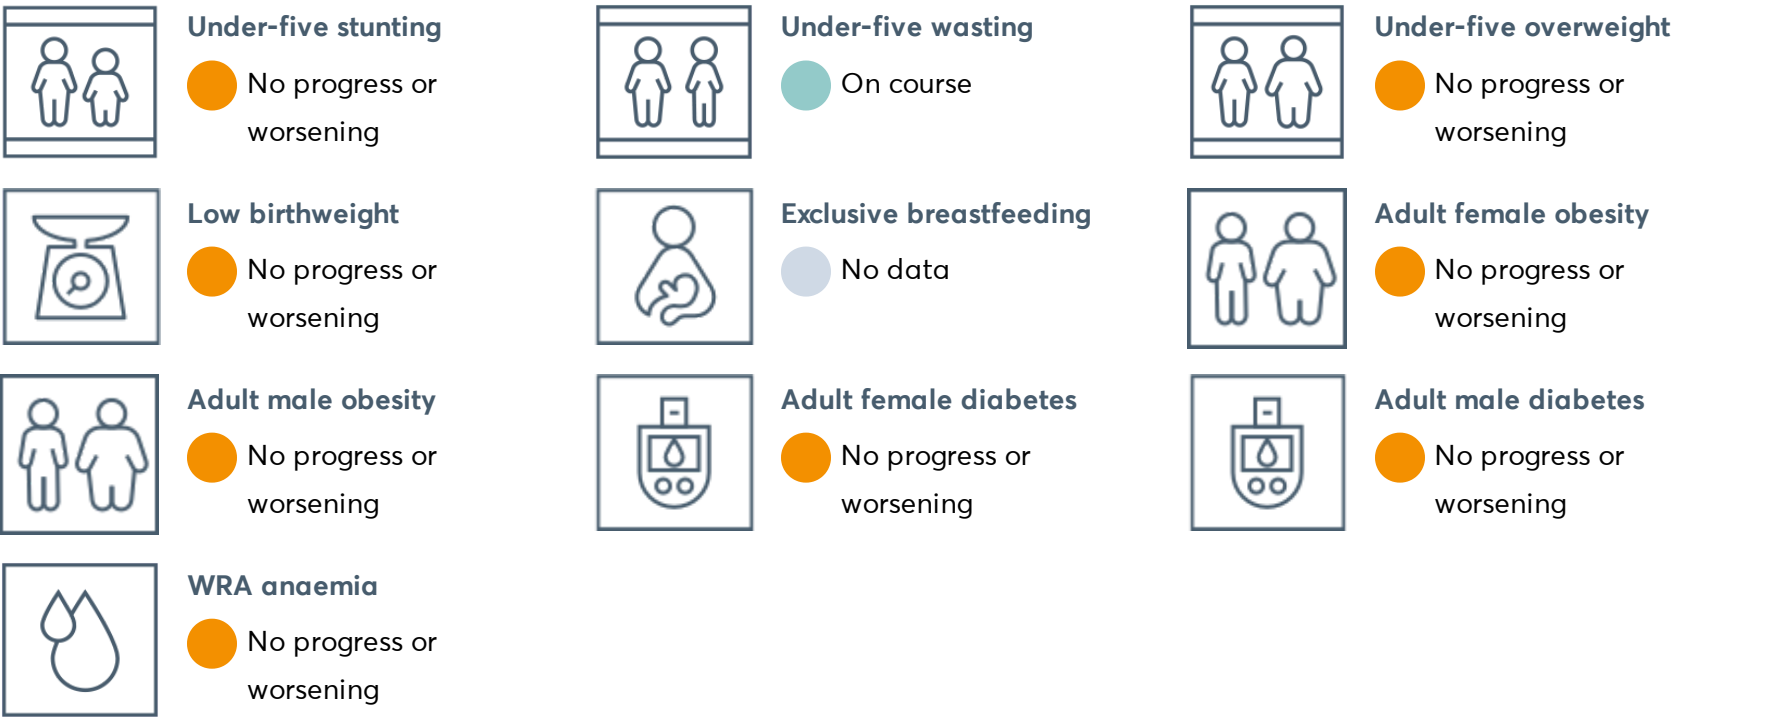 Under-five stunting
No progress or
worsening
Under-five wasting
On course
Under-five overweight
No progress or
worsening
Low birthweight
No progress or
worsening
Exclusive breastfeeding
No data
Adult female obesity
No progress or
worsening
Adult male obesity
No progress or
worsening
Adult female diabetes
No progress or
worsening
Adult male diabetes
No progress or
worsening
WRA anaemia
No progress or
worsening